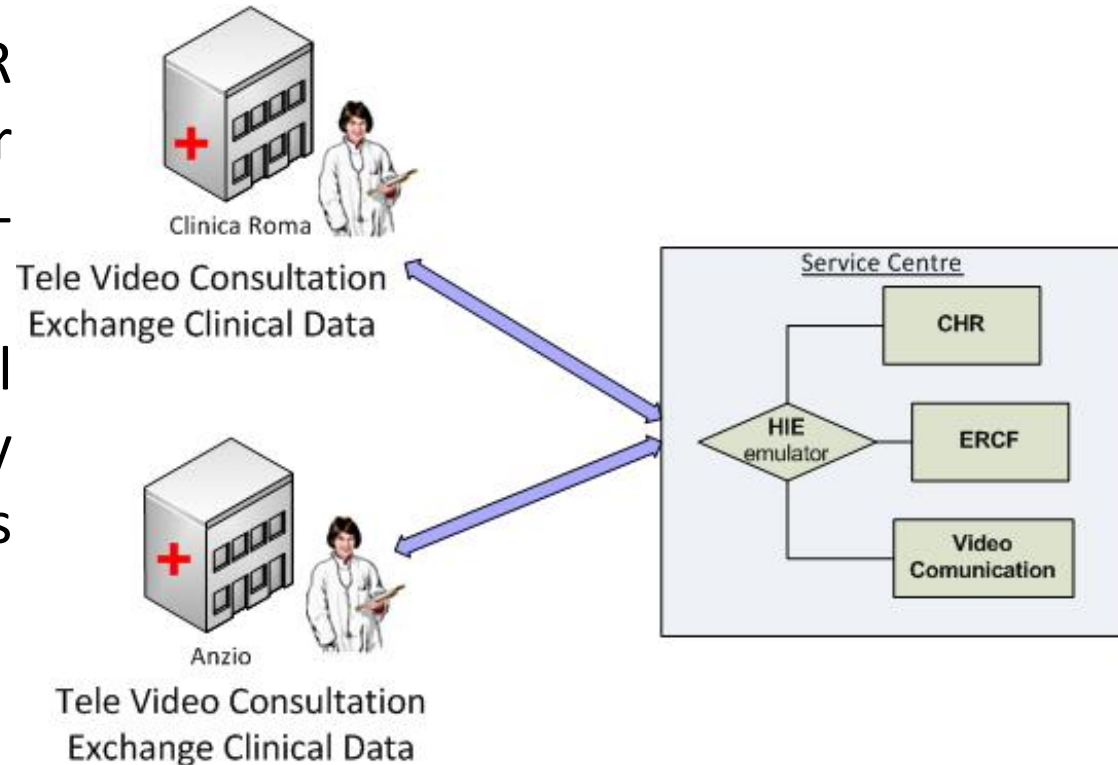 R
r
-
l
y
s
Clinica Roma
Tele Video Consultation
Exchange Clinical Data
Anzio
Tele Video Consultation
Exchange Clinical Data
Service Centre
CHR
HIE
emulator
ERCF
Video
Comunication